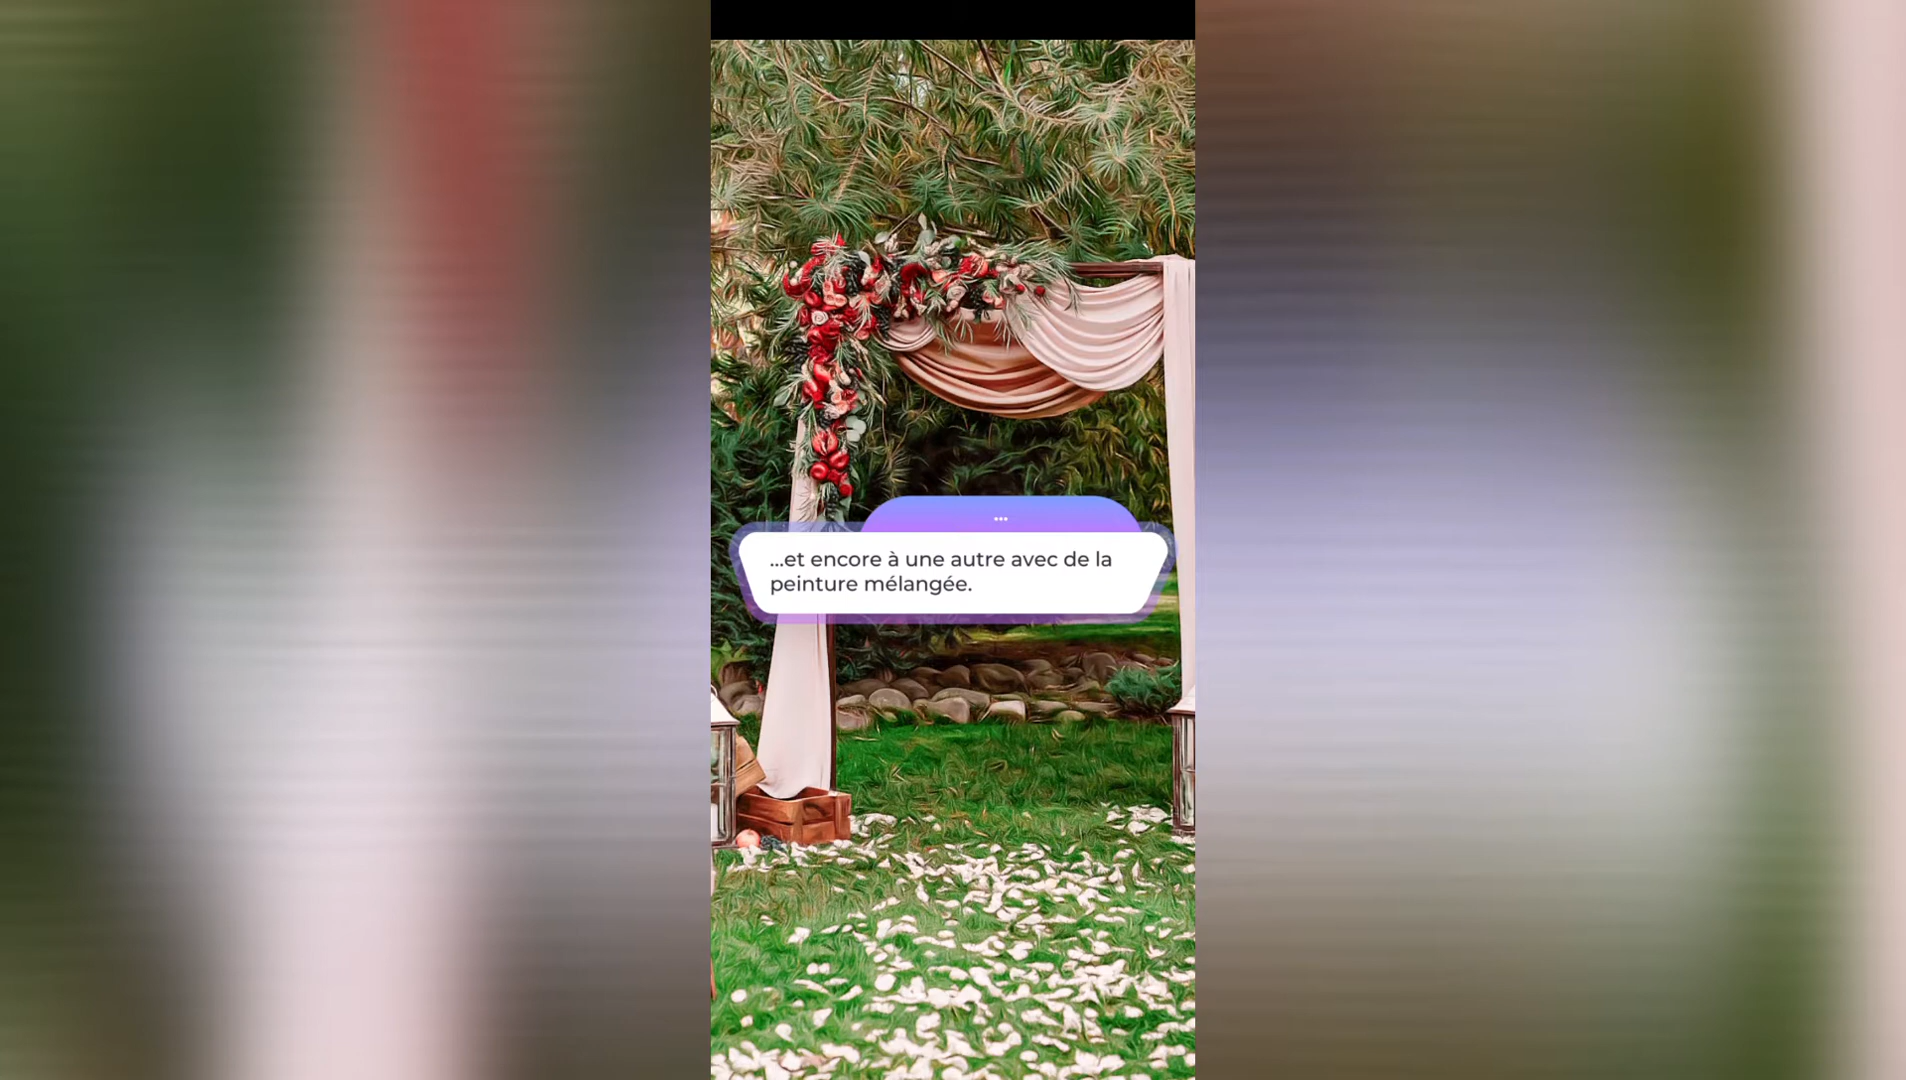 ...
...et encore à une autre avec de la
peinture mélangée.